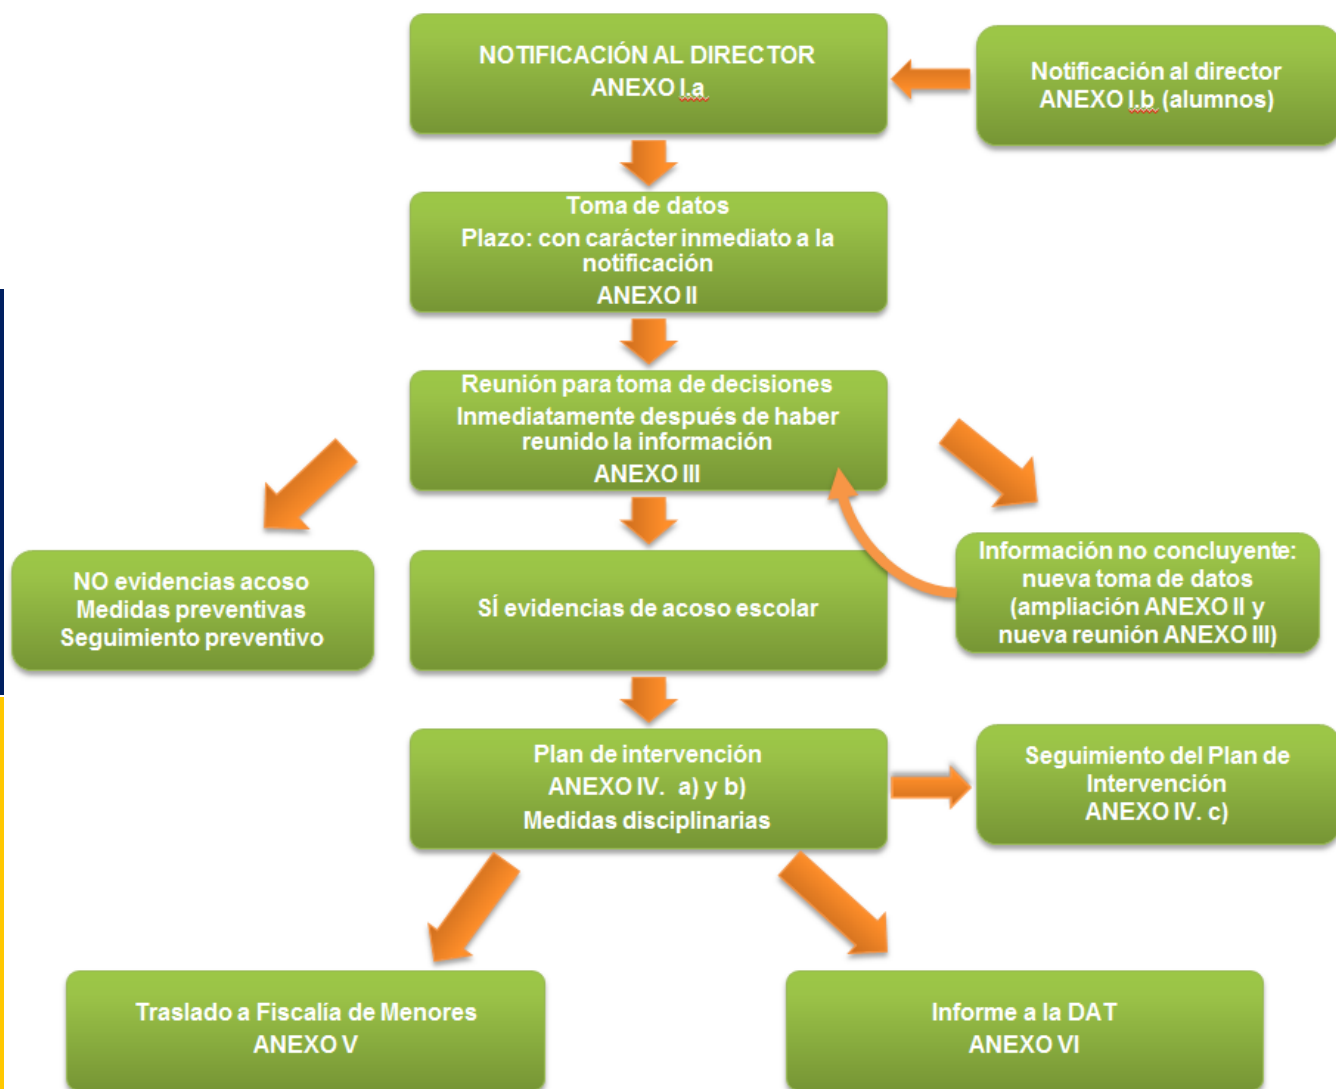 NOTIFICACIÓN AL DIRECTOR
ANEXO I.a
Notificación al director
ANEXO I.b (alumnos)
Toma de datos
Plazo: con carácter inmediato a la
notificación
ANEXO II
Reunión para toma de decisiones
Inmediatamente después de haber
reunido la información
ANEXO III
NO evidencias acoso
Medidas preventivas
Seguimiento preventivo
SÍ evidencias de acoso escolar
Información no concluyente:
nueva toma de datos
(ampliación ANEXO II y
nueva reunión ANEXO III)
Plan de intervención
ANEXO IV. a) y b)
Medidas disciplinarias
Seguimiento del Plan de
Intervención
ANEXO IV. c)
Traslado a Fiscalía de Menores
ANEXO V
Informe a la DAT
ANEXO VI